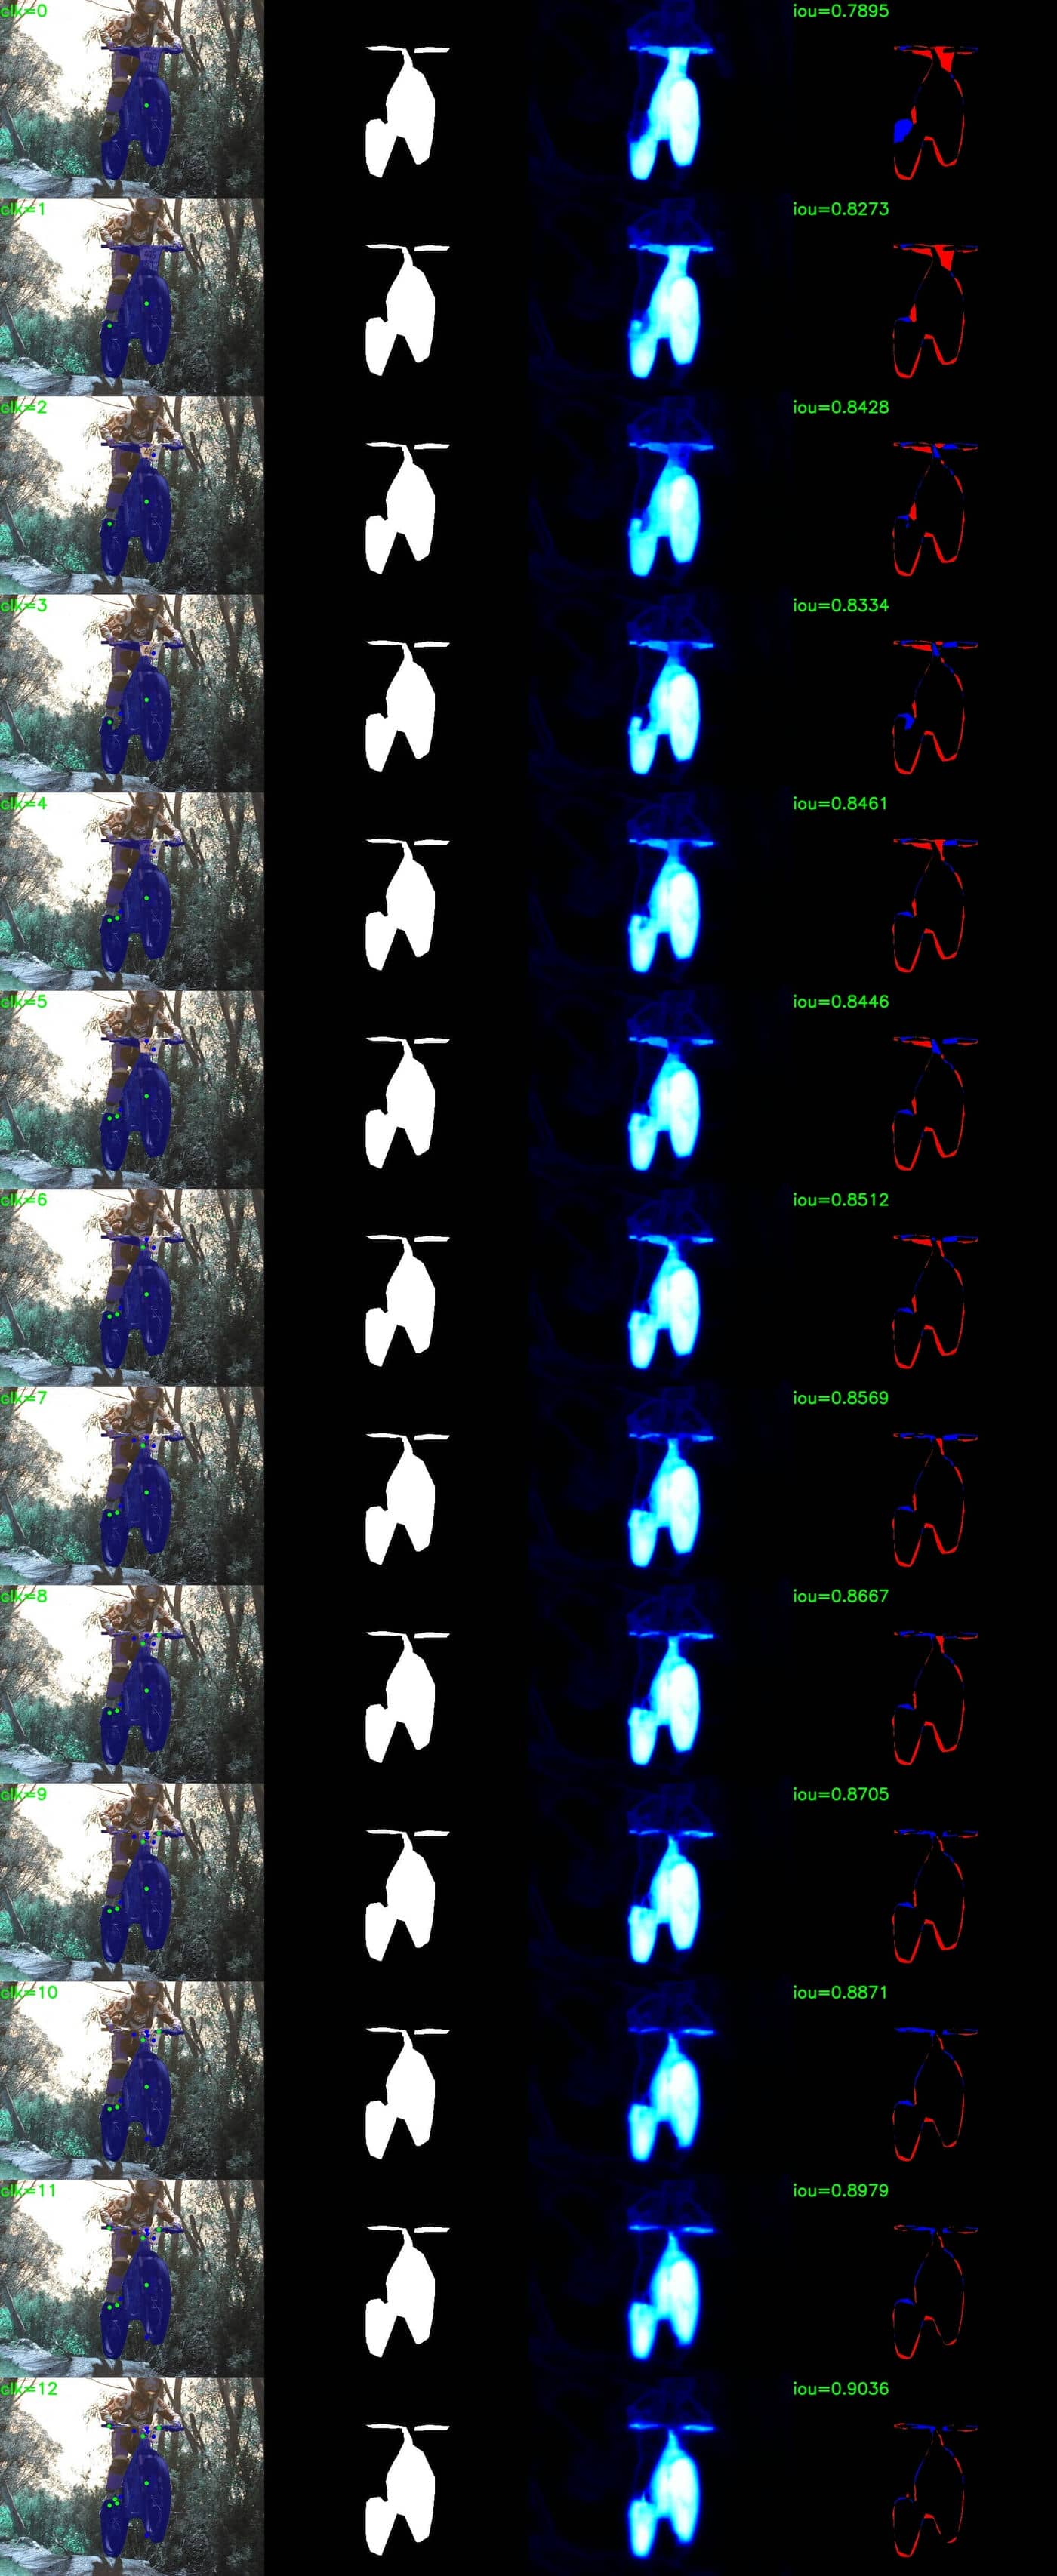 clk=0 iou=0.7895
clk=1 iou=0.8273
clk=2 iou=0.8428
clk=3 iou=0.8334
clk=4 iou=0.8461
clk=5 iou=0.8446
clk=6 iou=0.8512
clk=7 iou=0.8569
clk=8 iou=0.8667
clk=9 iou=0.8705
clk=10 iou=0.8871
clk=11 iou=0.8979
clk=12 iou=0.9036